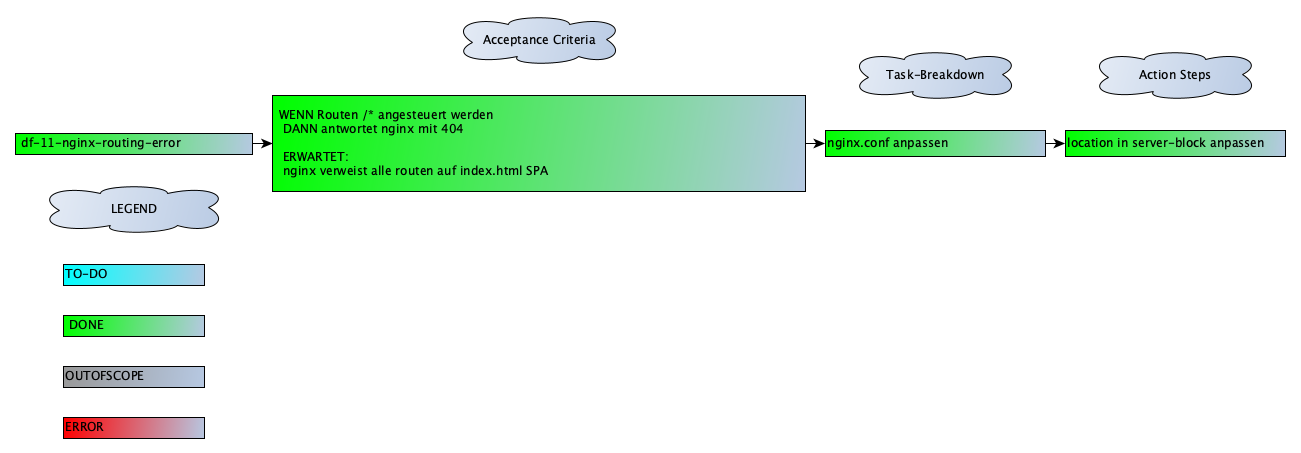 Acceptance Criteria
Task-Breakdown
Action Steps
df-11-nginx-routing-error
WENN Routen /* angesteuert werden
DANN antwortet nginx mit 404
ERWARTET:
nginx verweist alle routen auf index.html SPA
nginx.conf anpassen
location in server-block anpassen
LEGEND
TO-DO
DONE
OUTOFSCOPE
ERROR